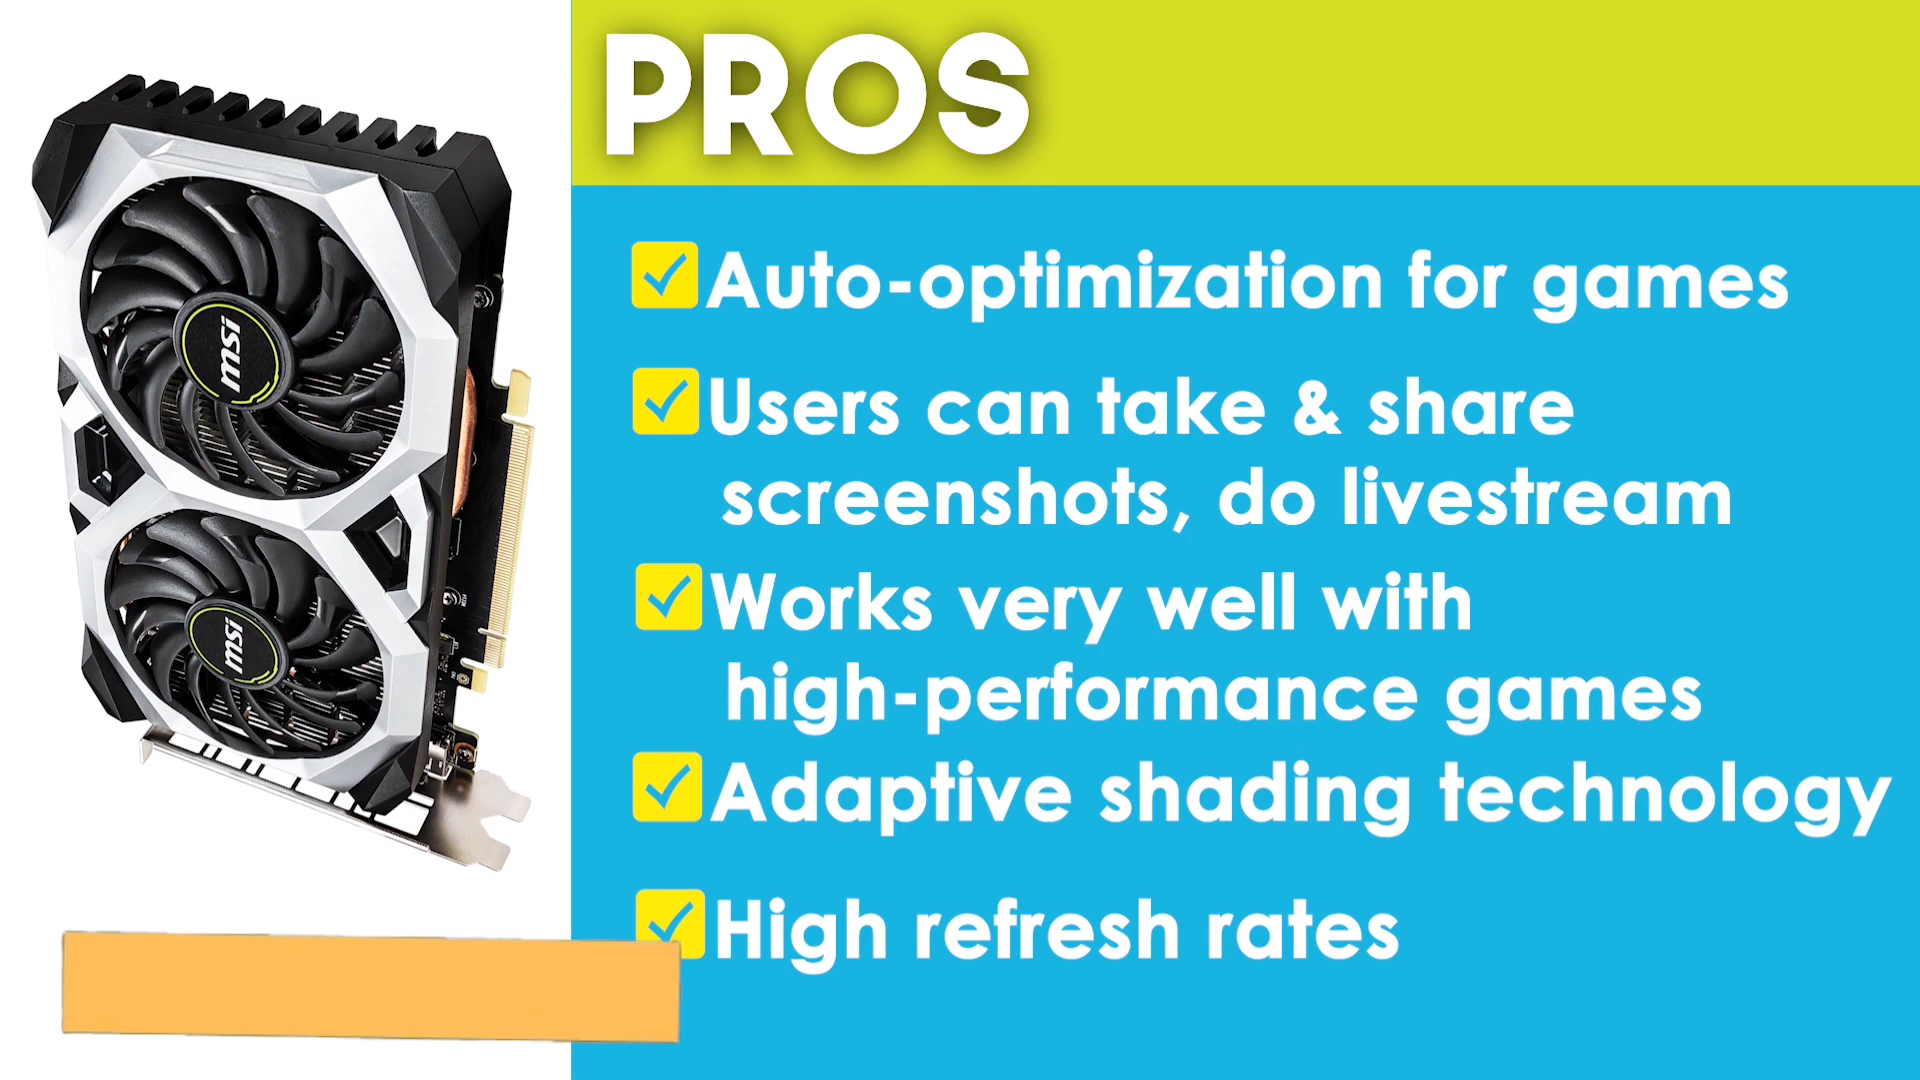 PROS
Auto-optimization for games
Users can take & share
screenshots, do livestream
Works very well with
high-performance games
Adaptive shading technology
High refresh rates
msi
msi